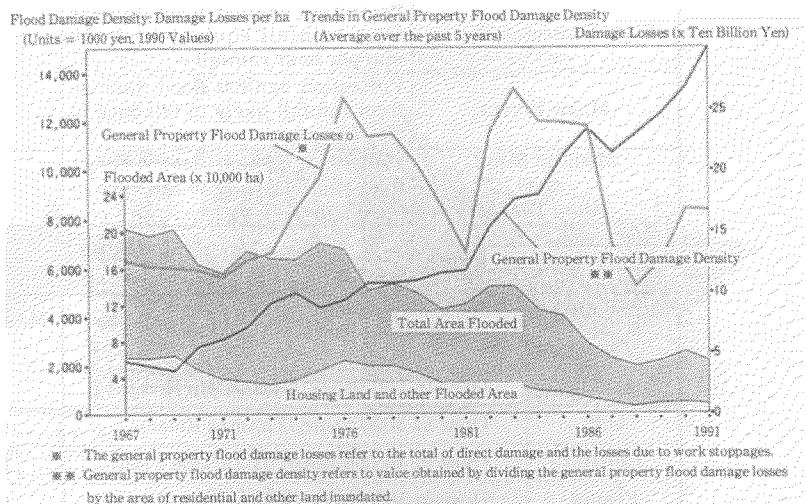 Flood Damage Density: Damage Losses per ha Trends in General Property Flood Damage Density
(Units = 1000 yen, 1990 Values) (Average over the past 5 years) Damage Losses (x Ten Billion Yen)
14,000
12,000
10,000
8,000
6,000
4,000
2,000
0
General Property Flood Damage Losses o
※
Flooded Area (x 10,000 ha)
24
20
16
12
8
4
25
20
15
10
5
0
General Property Flood Damage Density
※※
Total Area Flooded
Housing Land and other Flooded Area
1967 1971 1976 1981 1986 1991
※ The general property flood damage losses refer to the total of direct damage and the losses due to work stoppages.
※※ General property flood damage density refers to value obtained by dividing the general property flood damage losses
by the area of residential and other land inundated.